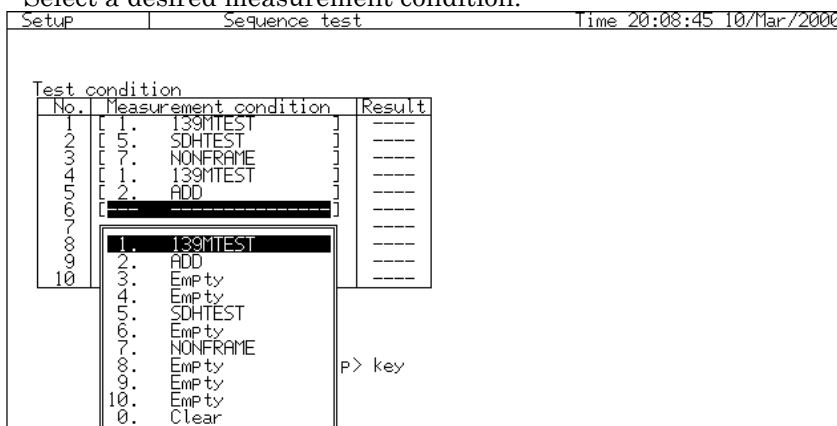 Select a desired measurement condition.
Setup Sequence test Time 20:08:45 10/Mar/2000
Test condition
No. Measurement condition Result
1 [ 1. 139MTEST ] ----
2 [ 5. SDHTEST ] ----
3 [ 7. NONFRAME ] ----
4 [ 1. 139MTEST ] ----
5 [ 2. ADD ] ----
6 [--- ---------------] ----
7 ----
8 ----
9 ----
10 ----
1. 139MTEST
2. ADD
3. Empty
4. Empty
5. SDHTEST
6. Empty
7. NONFRAME
8. Empty
9. Empty
10. Empty
0. Clear
p> key